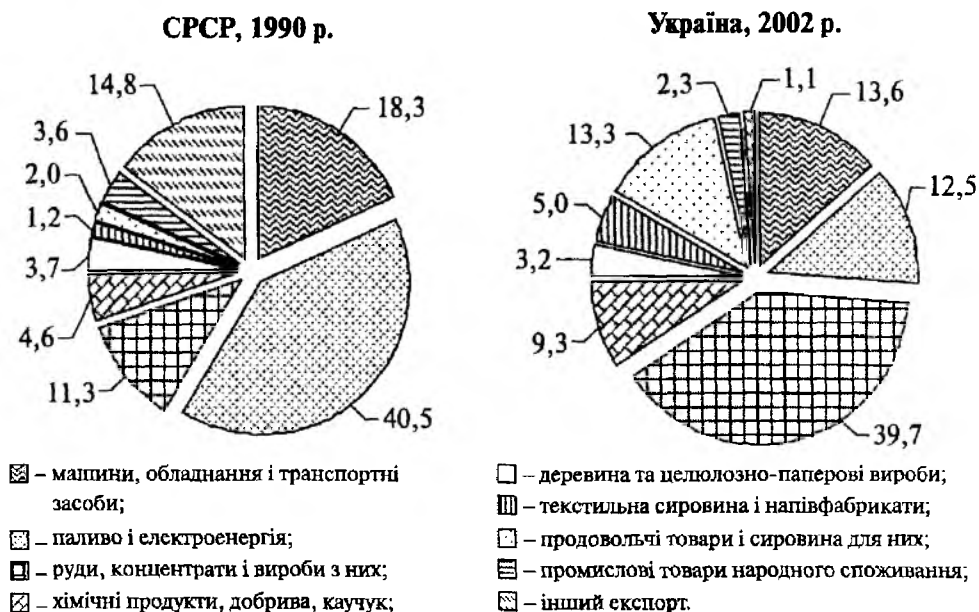 СРСР, 1990 р.
14,8
18,3
3,6
2,0
1,2
3,7
4,6
11,3
40,5
Україна, 2002 р.
2,3
1,1
13,6
13,3
12,5
5,0
3,2
9,3
39,7
– машини, обладнання і транспортні
засоби;
– паливо і електроенергія;
– руди, концентрати і вироби з них;
– хімічні продукти, добрива, каучук;
– деревина та целюлозно-паперові вироби;
– текстильна сировина і напівфабрикати;
– продовольчі товари і сировина для них;
– промислові товари народного споживання;
– інший експорт.